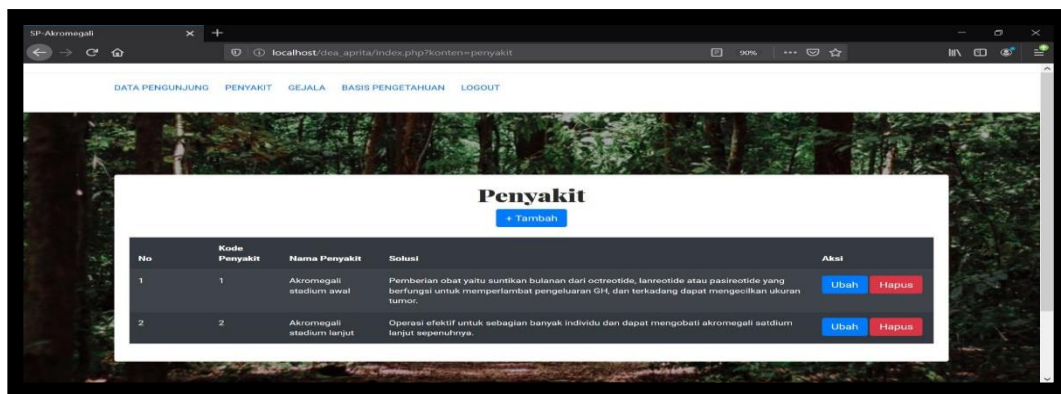 SP-Akromegali
localhost/dea_aprita/index.php?konten=penyakit
90%
DATA PENGUNJUNG PENYAKIT GEJALA BASIS PENGETAHUAN LOGOUT
Penyakit
+ Tambah
No Kode Penyakit Nama Penyakit Solusi Aksi
1 1 Akromegali stadium awal
Pemberian obat yaitu suntikan bulanan dari octreotide, lanreotide atau pasireotide yang
berfungsi untuk memperlambat pengeluaran GH, dan terkadang dapat mengecilkan ukuran
tumor.
Ubah Hapus
2 2 Akromegali stadium lanjut
Operasi efektif untuk sebagian banyak individu dan dapat mengobati akromegali satdium
lanjut sepenuhnya.
Ubah Hapus